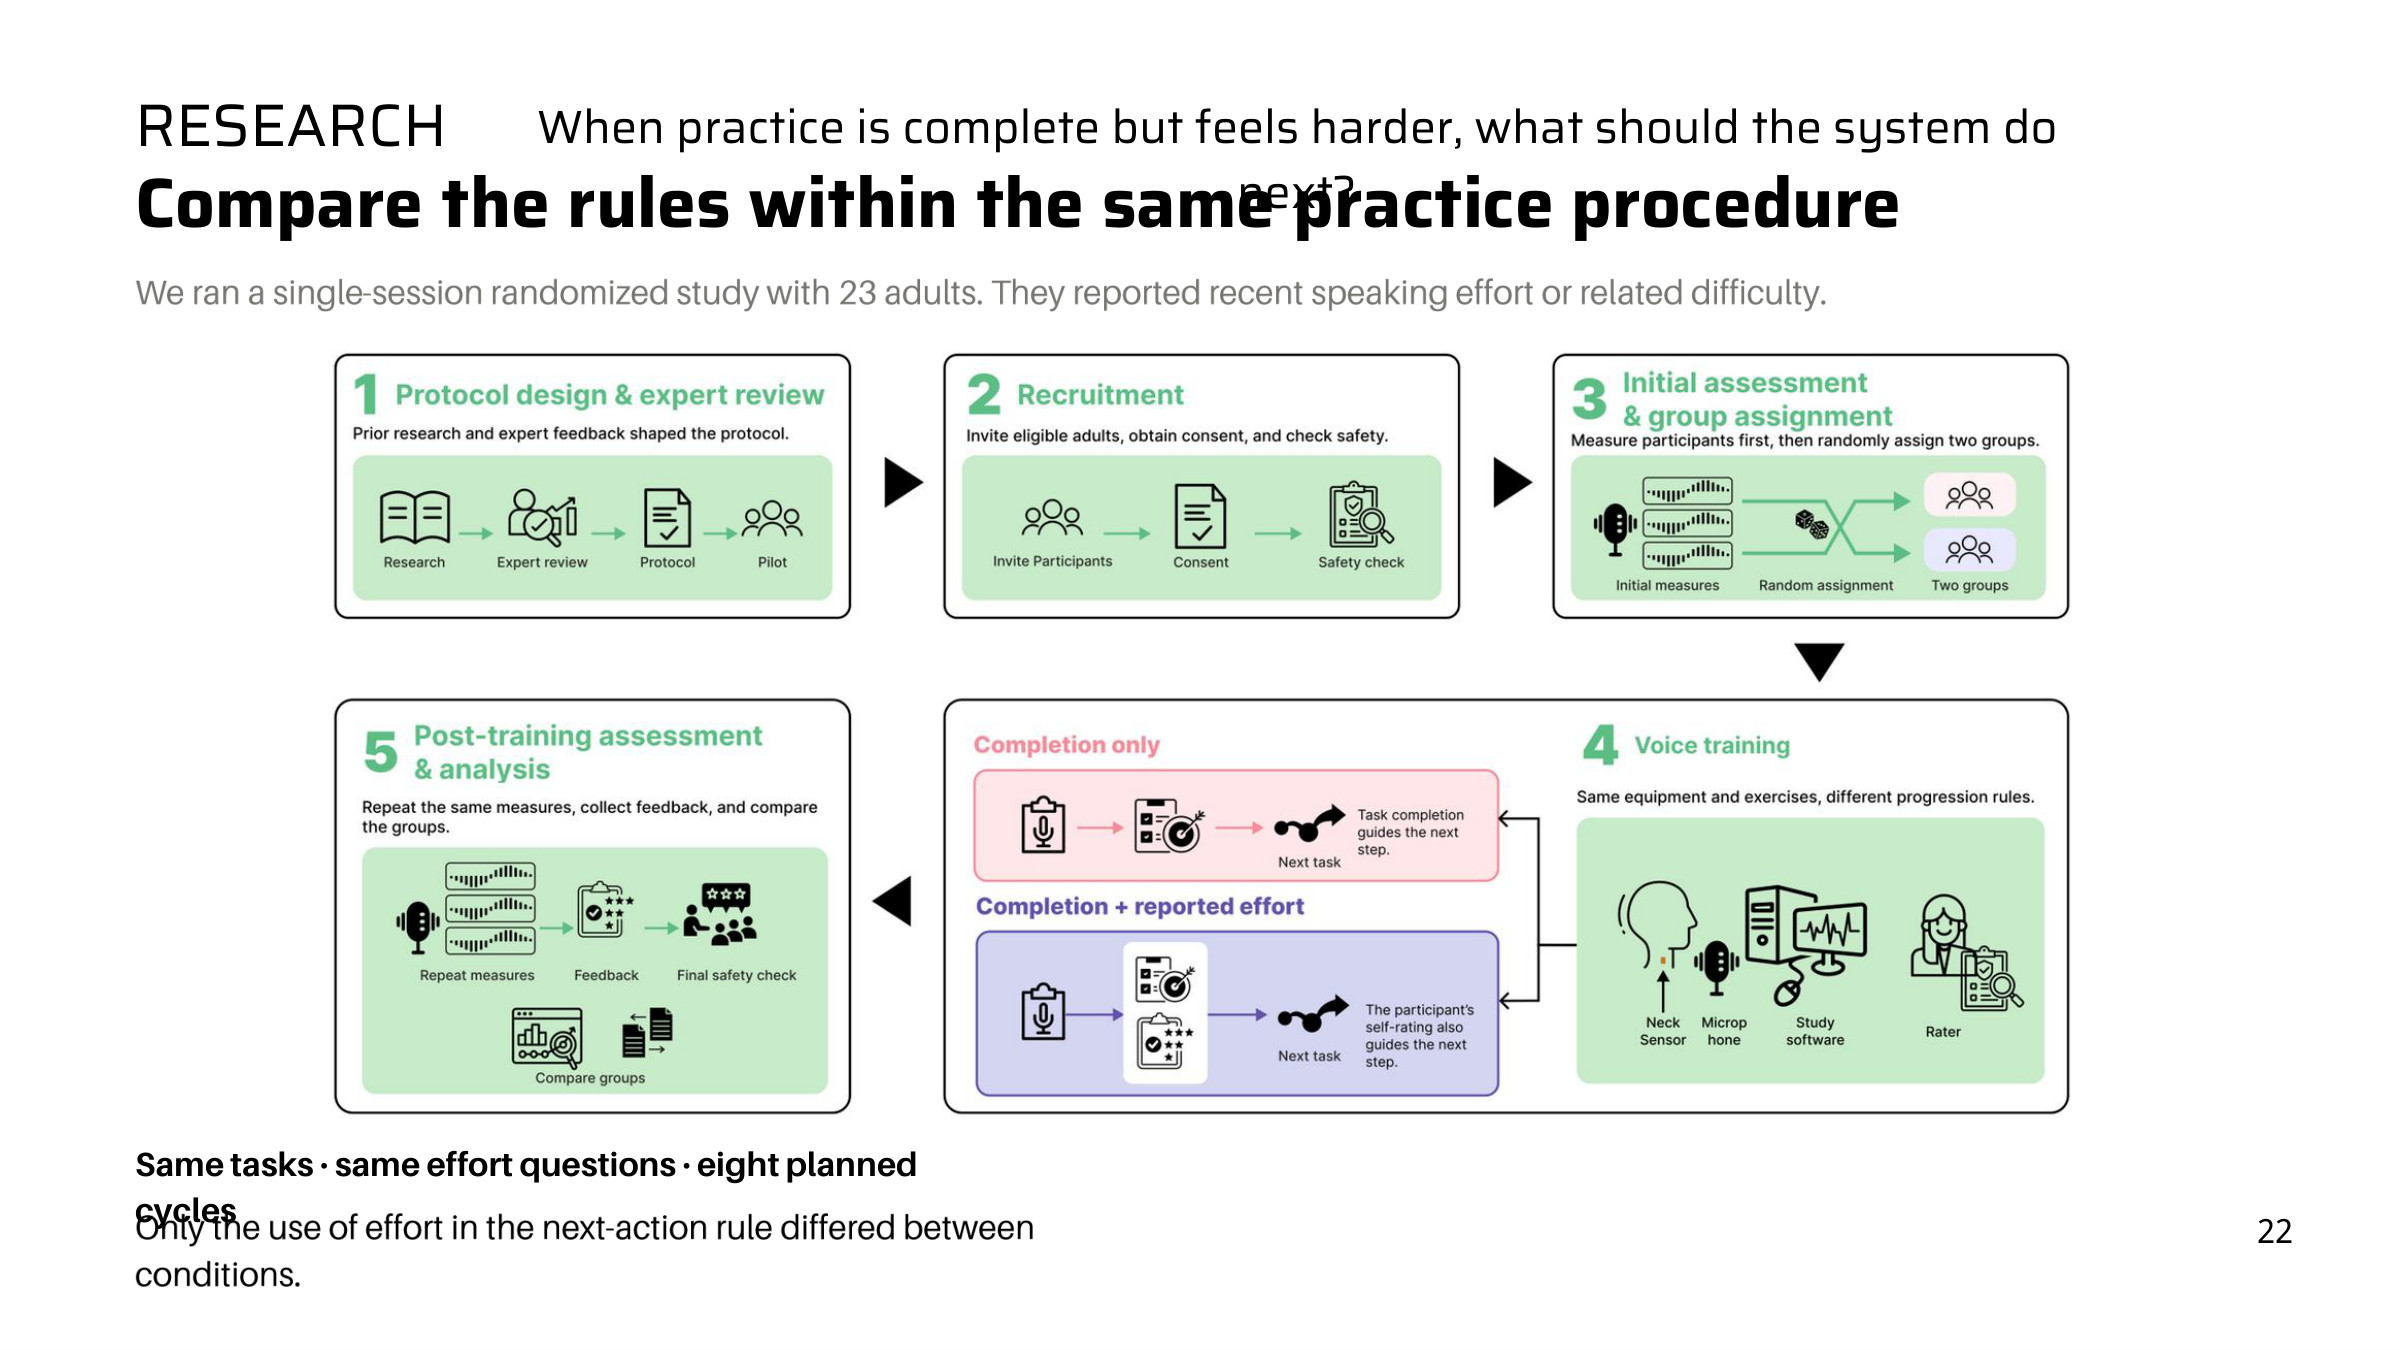 RESEARCH
When practice is complete but feels harder, what should the system do
next?
Compare the rules within the same practice procedure
We ran a single-session randomized study with 23 adults. They reported recent speaking effort or related difficulty.
1 Protocol design & expert review
Prior research and expert feedback shaped the protocol.
Research
Expert review
Protocol
Pilot
2 Recruitment
Invite eligible adults, obtain consent, and check safety.
Invite Participants
Consent
Safety check
3 Initial assessment
& group assignment
Measure participants first, then randomly assign two groups.
Initial measures
Random assignment
Two groups
4 Voice training
Same equipment and exercises, different progression rules.
Neck
Sensor
Microp
hone
Study
software
Rater
Completion only
Next task
Task completion
guides the next
step.
Completion + reported effort
Next task
The participant's
self-rating also
guides the next
step.
5 Post-training assessment
& analysis
Repeat the same measures, collect feedback, and compare
the groups.
Repeat measures
Feedback
Final safety check
Compare groups
Same tasks · same effort questions · eight planned
cycles
Only the use of effort in the next-action rule differed between
conditions.
22